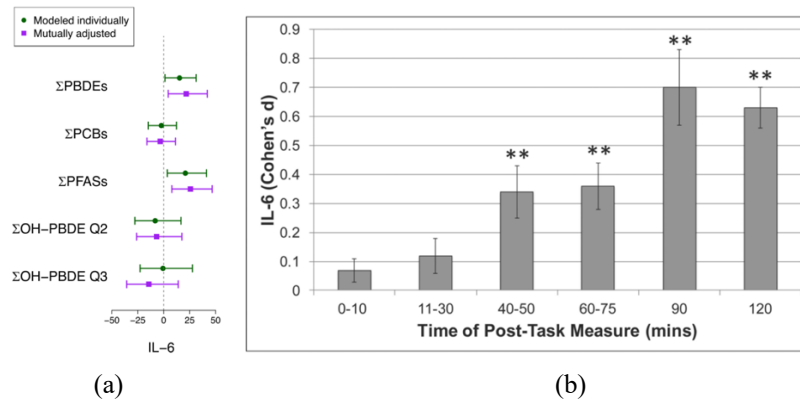 Modeled individually
Mutually adjusted
ΣPBDEs
ΣPCBs
ΣPFASs
ΣOH−PBDE Q2
ΣOH−PBDE Q3
−50 −25 0 25 50
IL−6
(a)
IL-6 (Cohen's d)
0.9
0.8
0.7
0.6
0.5
0.4
0.3
0.2
0.1
0
** ** ** **
0-10 11-30 40-50 60-75 90 120
Time of Post-Task Measure (mins)
(b)